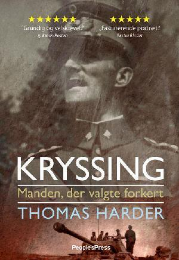 ★★★★★★ ★★★★★
KRYSSING
Manden, der valgte forkert
THOMAS HARDER
PeoplesPress